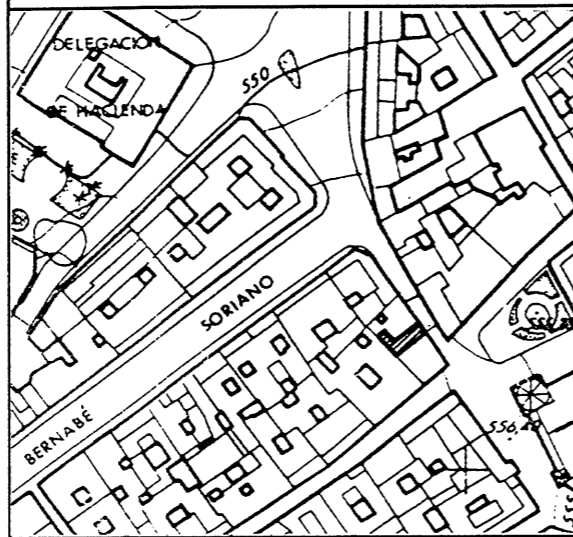 DELEGACION
DE HACIENDA
550
SORIANO
BERNABÉ
556,40